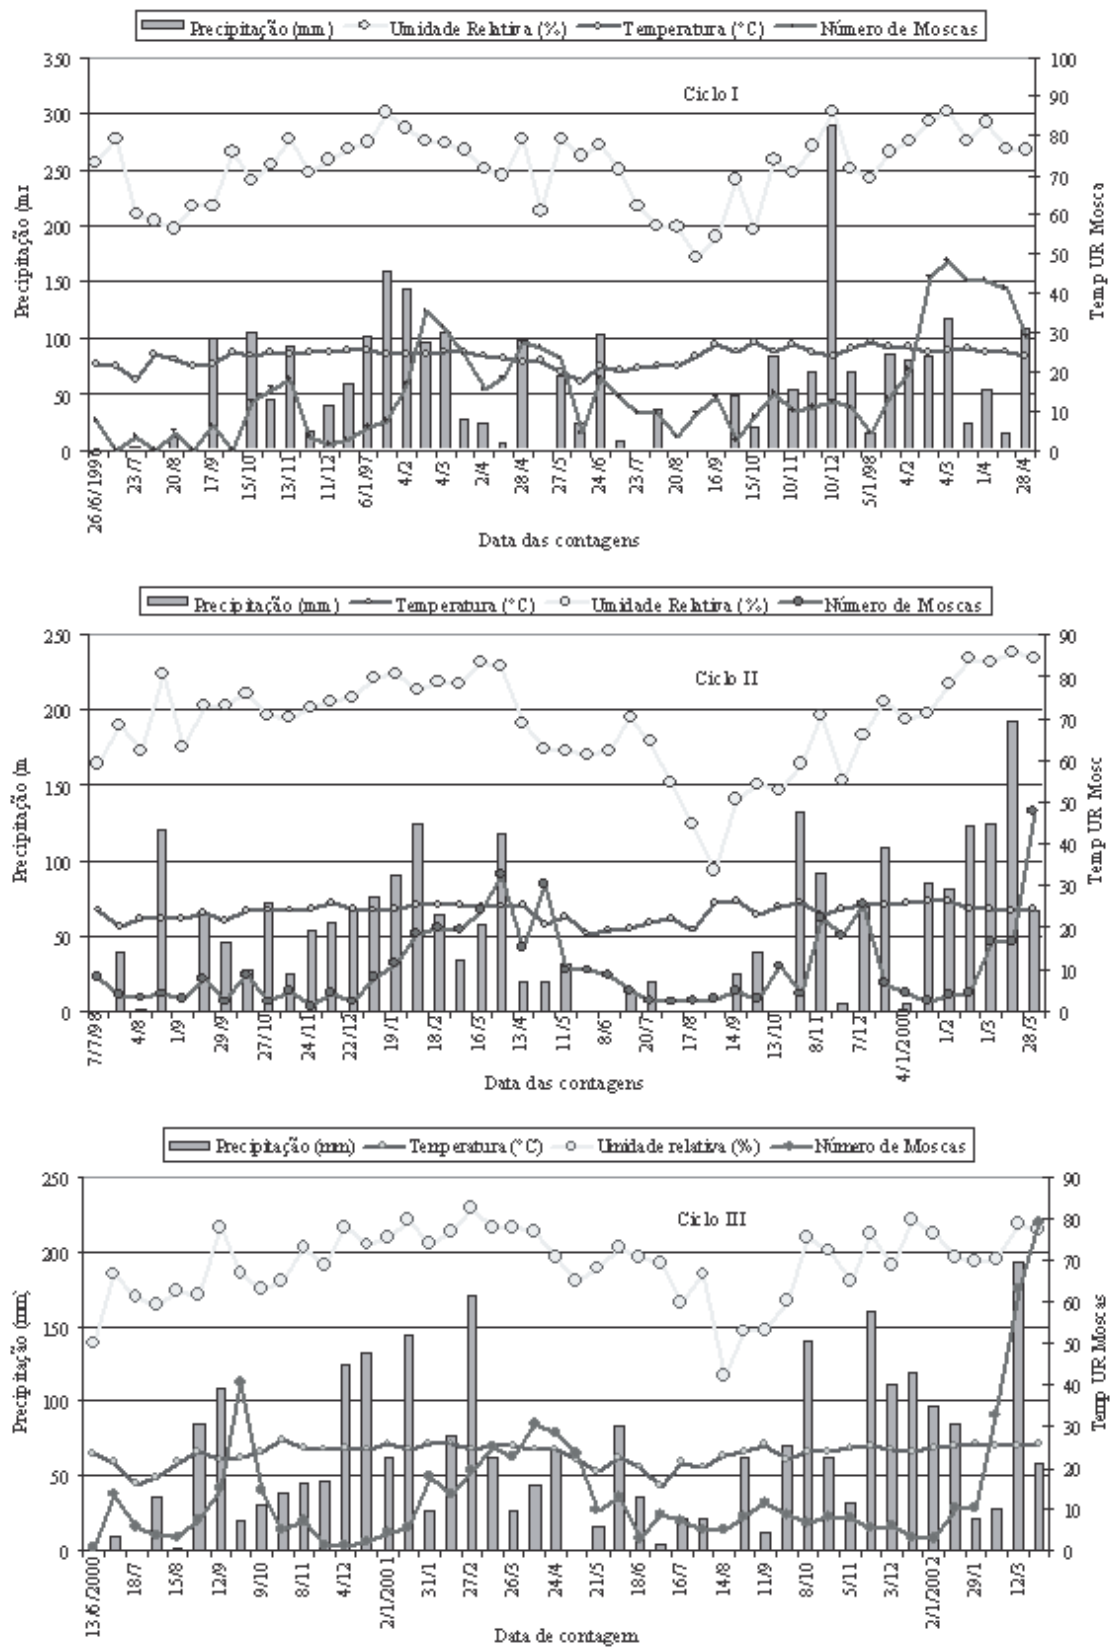 Precipitação (mm) Umidade Relativa (%) Temperatura (°C) Número de Moscas
Ciclo I
350 300 250 200 150 100 50 0
100 90 80 70 60 50 40 30 20 10 0
Precipitação (mr
Temp UR Mosca
26/6/1996 23/7 20/8 17/9 15/10 13/11 11/12 6/1/97 4/2 4/3 2/4 28/4 27/5 24/6 23/7 20/8 16/9 15/10 10/11 10/12 5/1/98 4/2 4/3 1/4 28/4
Data das contagens
Precipitação (mm) Temperatura (°C) Umidade Relativa (%) Número de Moscas
Ciclo II
250 200 150 100 50 0
90 80 70 60 50 40 30 20 10 0
Precipitação (m
Temp UR Mosc
7/7/98 4/8 1/9 29/9 27/10 24/11 22/12 19/1 18/2 16/3 13/4 11/5 8/6 20/7 17/8 14/9 13/10 8/11 7/12 4/1/2000 1/2 1/3 28/3
Data das contagens
Precipitação (mm) Temperatura (°C) Umidade relativa (%) Número de Moscas
Ciclo III
250 200 150 100 50 0
90 80 70 60 50 40 30 20 10 0
Precipitação (mm)
Temp UR Moscas
13/6/2000 18/7 15/8 12/9 9/10 8/11 4/12 2/1/2001 31/1 27/2 26/3 24/4 21/5 18/6 16/7 14/8 11/9 8/10 5/11 3/12 2/1/2002 29/1 12/3
Data de contagem